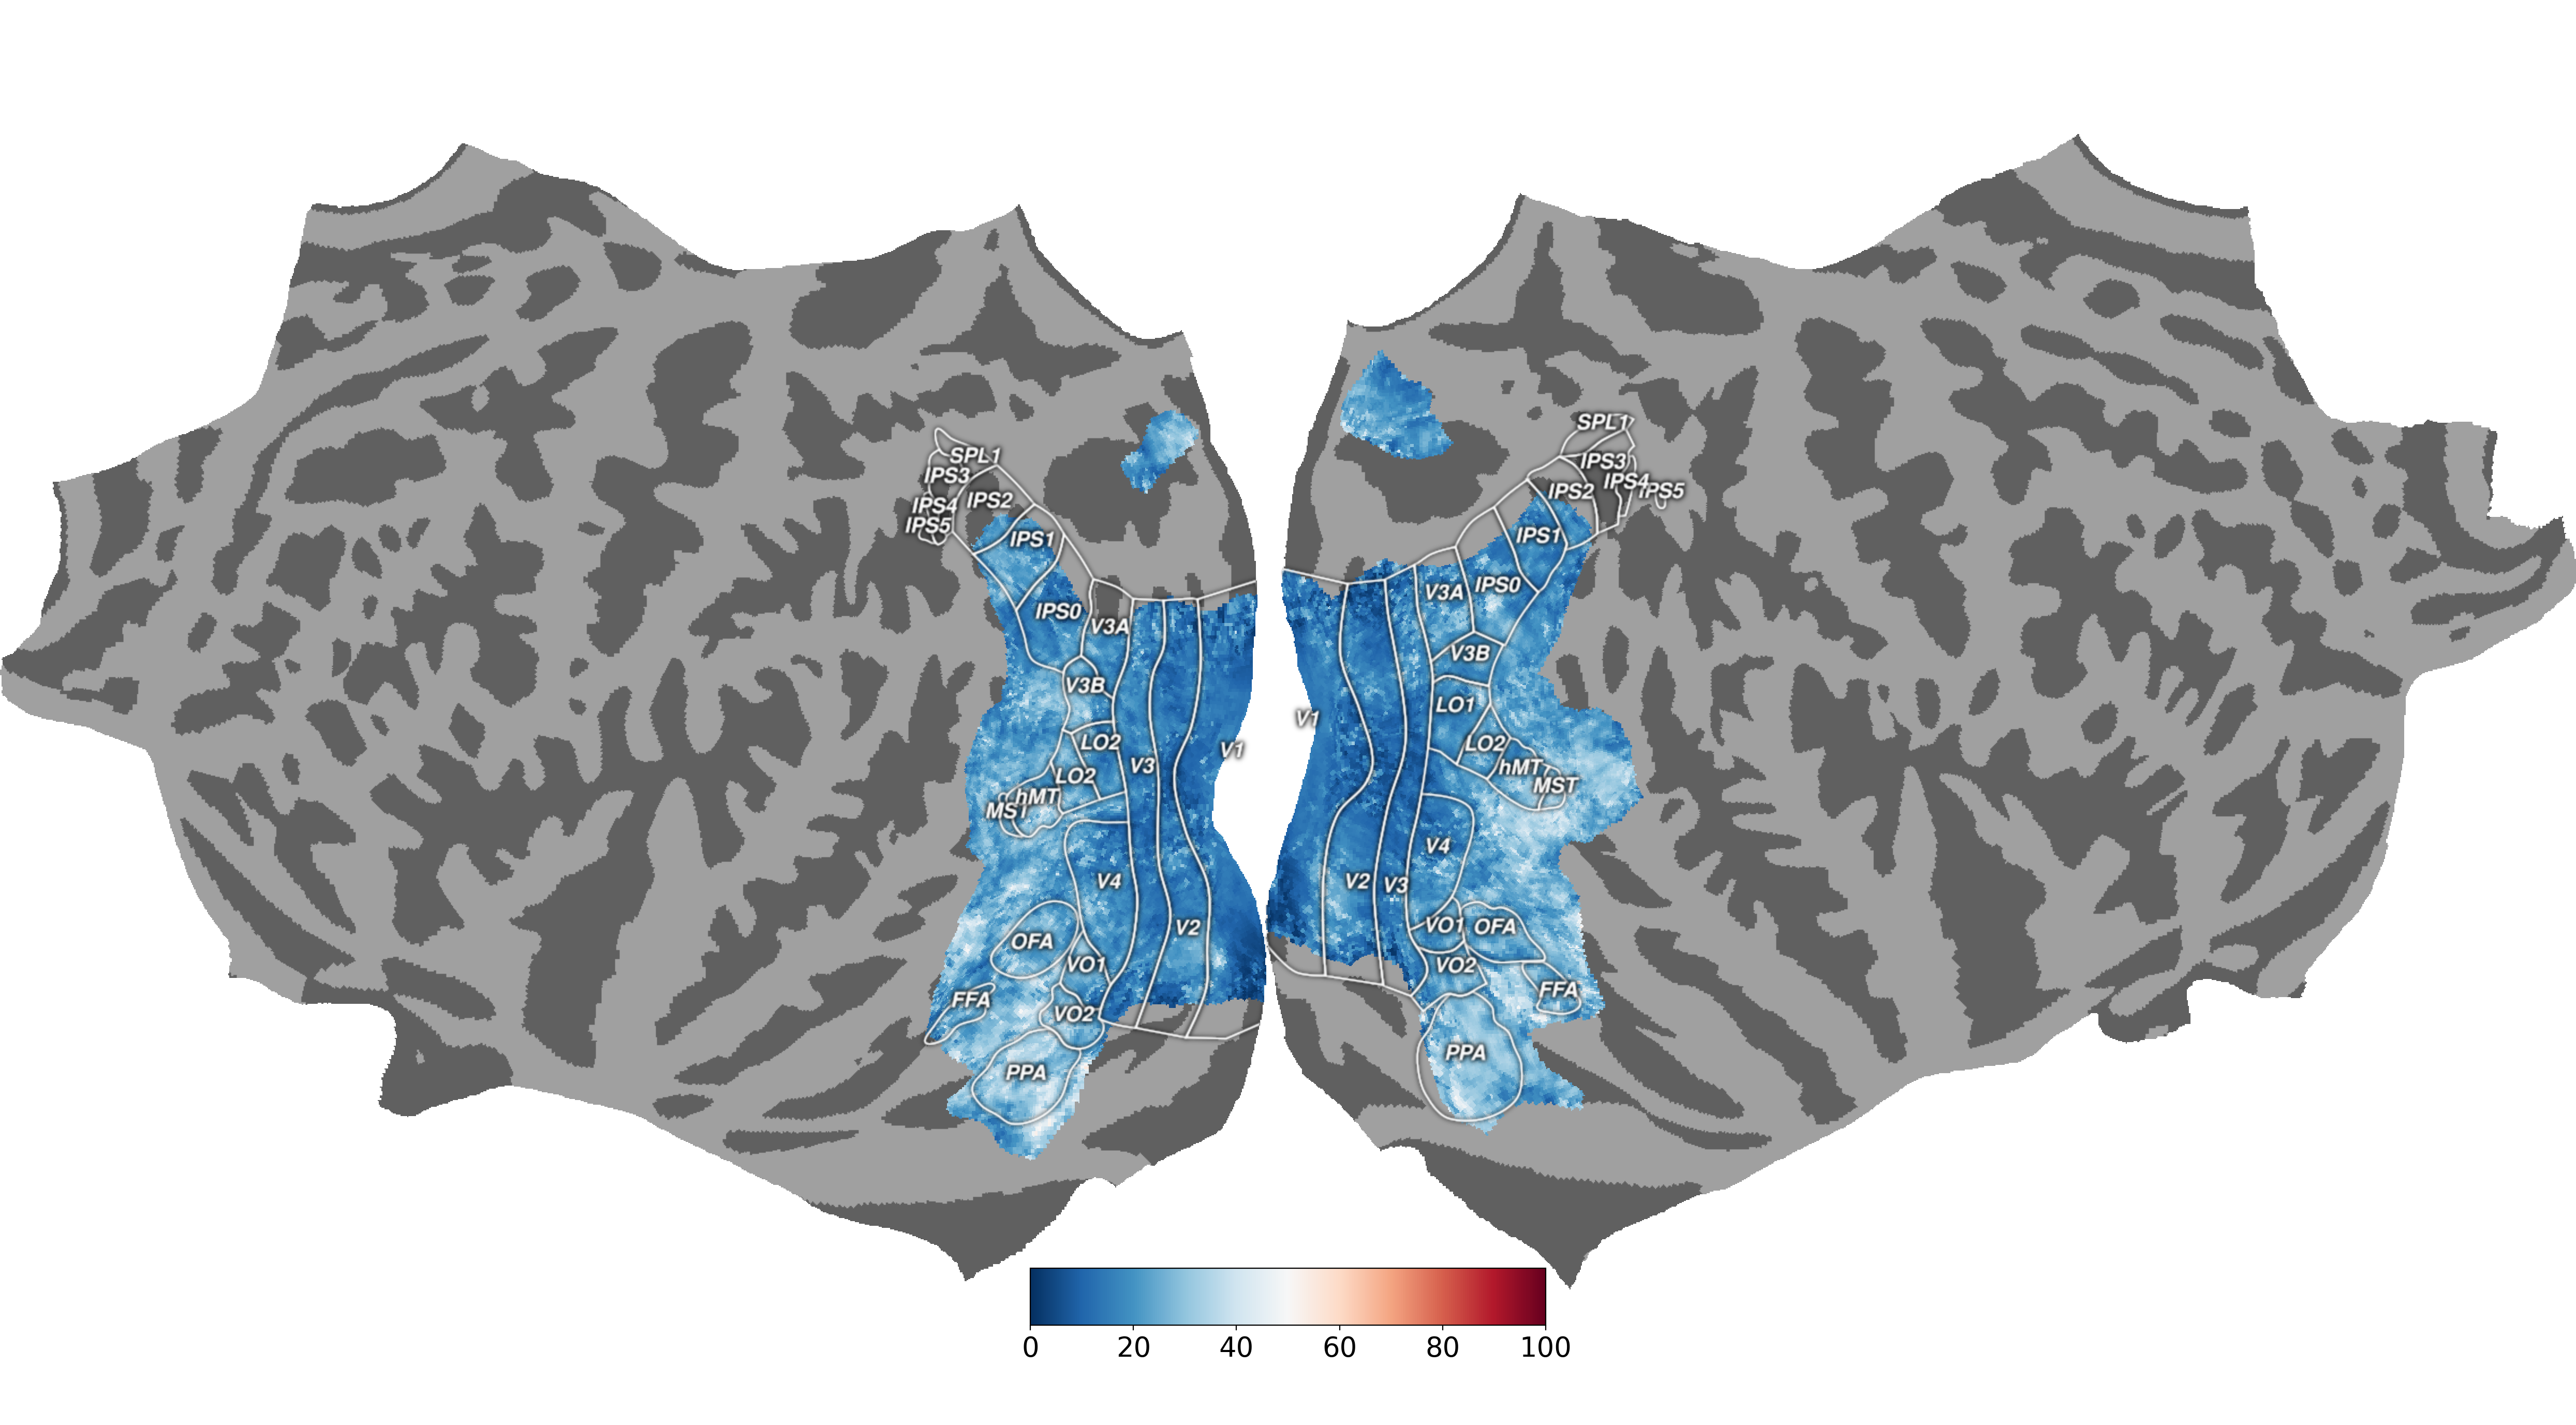 SPL1
IPS3
IPS2
IPS4
IPS5
IPS1
IPS0
V3A
V3B
LO2
LO2
V3
V1
hMT
MST
V4
V2
OFA
VO1
FFA
VO2
PPA
SPL1
IPS3
IPS4
IPS2
IPS5
IPS1
IPS0
V3A
V3B
LO1
V1
LO2
hMT
MST
V4
V2
V3
VO1
OFA
VO2
FFA
PPA
0 20 40 60 80 100